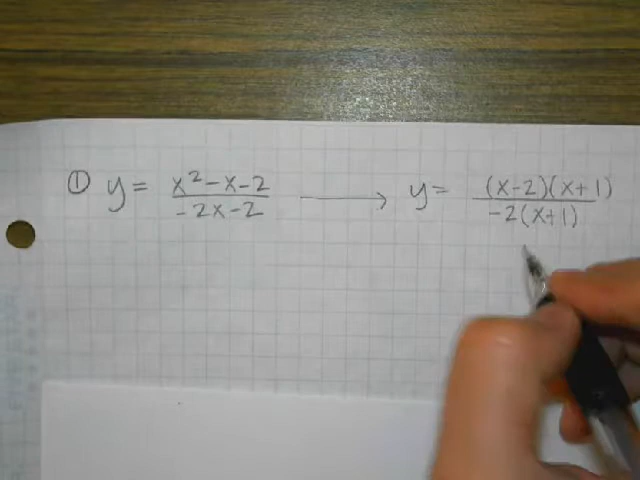 ① y = x² - x - 2 / -2x - 2 → y = (x-2)(x+1) / -2(x+1)